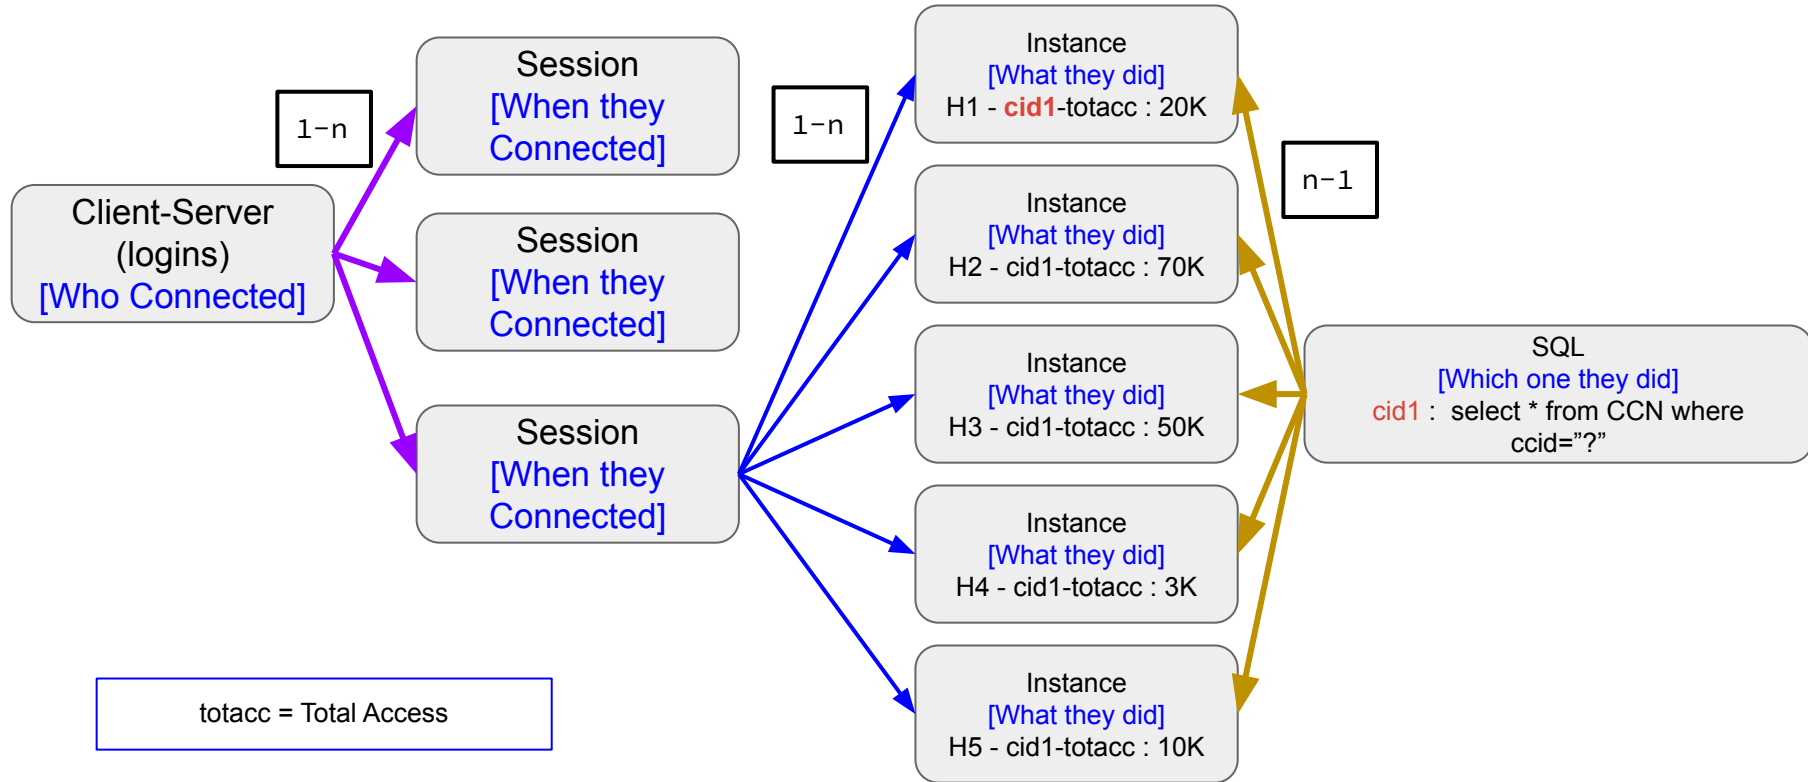 Client-Server
(logins)
[Who Connected]
1-n
Session
[When they
Connected]
Session
[When they
Connected]
Session
[When they
Connected]
1-n
Instance
[What they did]
H1 - cid1-totacc : 20K
Instance
[What they did]
H2 - cid1-totacc : 70K
Instance
[What they did]
H3 - cid1-totacc : 50K
Instance
[What they did]
H4 - cid1-totacc : 3K
Instance
[What they did]
H5 - cid1-totacc : 10K
n-1
SQL
[Which one they did]
cid1 : select * from CCN where
ccid=”?”
totacc = Total Access